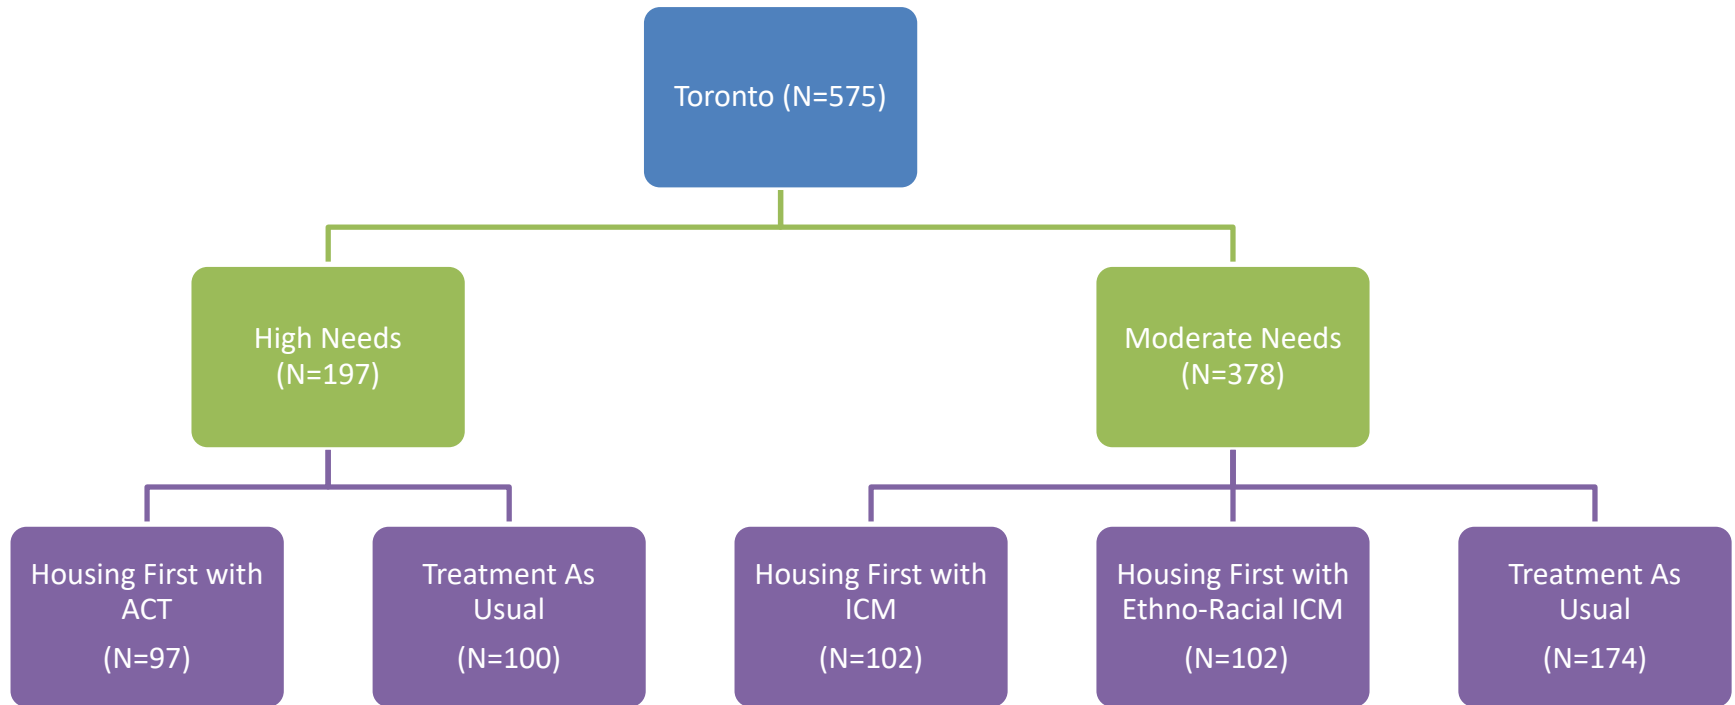 Toronto (N=575)
High Needs
(N=197)
Moderate Needs
(N=378)
Housing First with
ACT
(N=97)
Treatment As
Usual
(N=100)
Housing First with
ICM
(N=102)
Housing First with
Ethno-Racial ICM
(N=102)
Treatment As
Usual
(N=174)